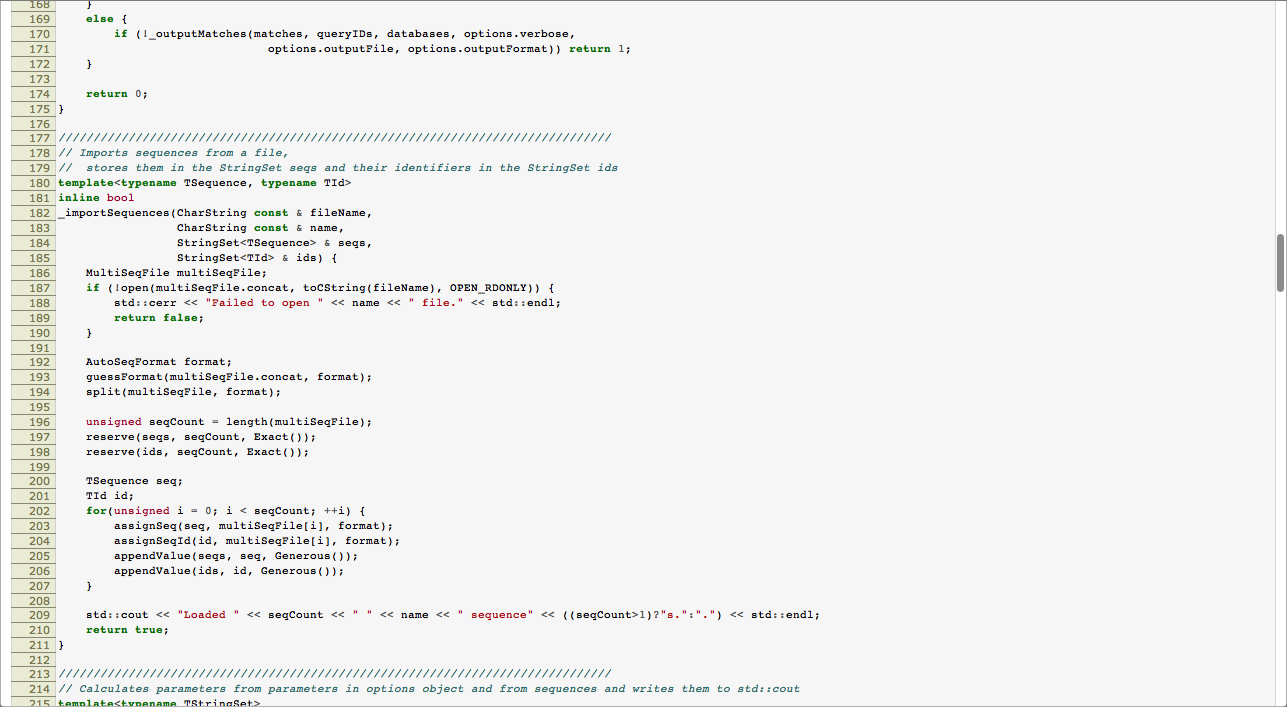 168     }
169     else {
170         if (!_outputMatches(matches, queryIDs, databases, options.verbose,
171                               options.outputFile, options.outputFormat)) return 1;
172     }
173
174     return 0;
175 }
176
177 ///////////////////////////////////////////////////////////////////////////////
178 // Imports sequences from a file,
179 //  stores them in the StringSet seqs and their identifiers in the StringSet ids
180 template<typename TSequence, typename TId>
181 inline bool
182 _importSequences(CharString const & fileName,
183                  CharString const & name,
184                  StringSet<TSequence> & seqs,
185                  StringSet<TId> & ids) {
186     MultiSeqFile multiSeqFile;
187     if (!open(multiSeqFile.concat, toCString(fileName), OPEN_RDONLY)) {
188         std::cerr << "Failed to open " << name << " file." << std::endl;
189         return false;
190     }
191
192     AutoSeqFormat format;
193     guessFormat(multiSeqFile.concat, format);
194     split(multiSeqFile, format);
195
196     unsigned seqCount = length(multiSeqFile);
197     reserve(seqs, seqCount, Exact());
198     reserve(ids, seqCount, Exact());
199
200     TSequence seq;
201     TId id;
202     for(unsigned i = 0; i < seqCount; ++i) {
203         assignSeq(seq, multiSeqFile[i], format);
204         assignSeqId(id, multiSeqFile[i], format);
205         appendValue(seqs, seq, Generous());
206         appendValue(ids, id, Generous());
207     }
208
209     std::cout << "Loaded " << seqCount << " " << name << " sequence" << ((seqCount>1)?"s.":".") << std::endl;
210     return true;
211 }
212
213 ///////////////////////////////////////////////////////////////////////////////
214 // Calculates parameters from parameters in options object and from sequences and writes them to std::cout
215 template<typename TStringSet>